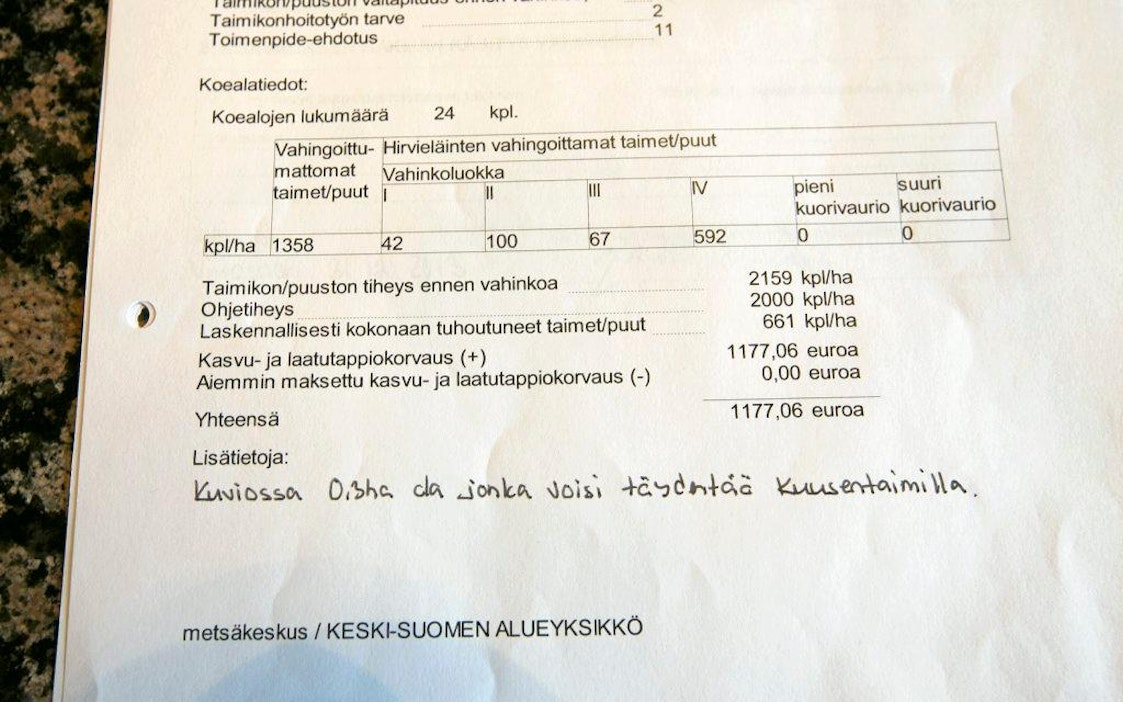 Taimikon/puuston valtapituus ennen
Taimikonhoitotyön tarve 2
Toimenpide-ehdotus 11
Koealatiedot:
Koealojen lukumäärä 24 kpl.
Vahingoittu-mattomat taimet/puut Hirvieläinten vahingoittamat taimet/puut
Vahinkoluokka
I II III IV pieni kuorivaurio suuri kuorivaurio
kpl/ha 1358 42 100 67 592 0 0
Taimikon/puuston tiheys ennen vahinkoa 2159 kpl/ha
Ohjetiheys 2000 kpl/ha
Laskennallisesti kokonaan tuhoutuneet taimet/puut 661 kpl/ha
Kasvu- ja laatutappiokorvaus (+) 1177,06 euroa
Aiemmin maksettu kasvu- ja laatutappiokorvaus (-) 0,00 euroa
Yhteensä 1177,06 euroa
Lisätietoja:
Kuviossa 0,3ha ala jonka voisi täydentää kuusentaimilla.
metsäkeskus / KESKI-SUOMEN ALUEYKSIKKÖ